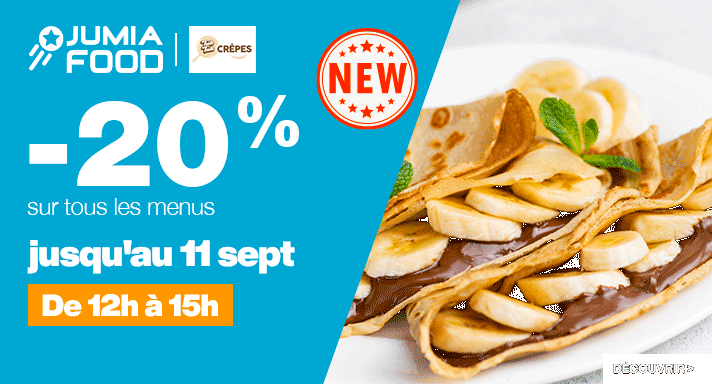 JUMIA
FOOD
CRÊPES
NEW
-20%
sur tous les menus
jusqu'au 11 sept
De 12h à 15h
DÉCOUVRIR >